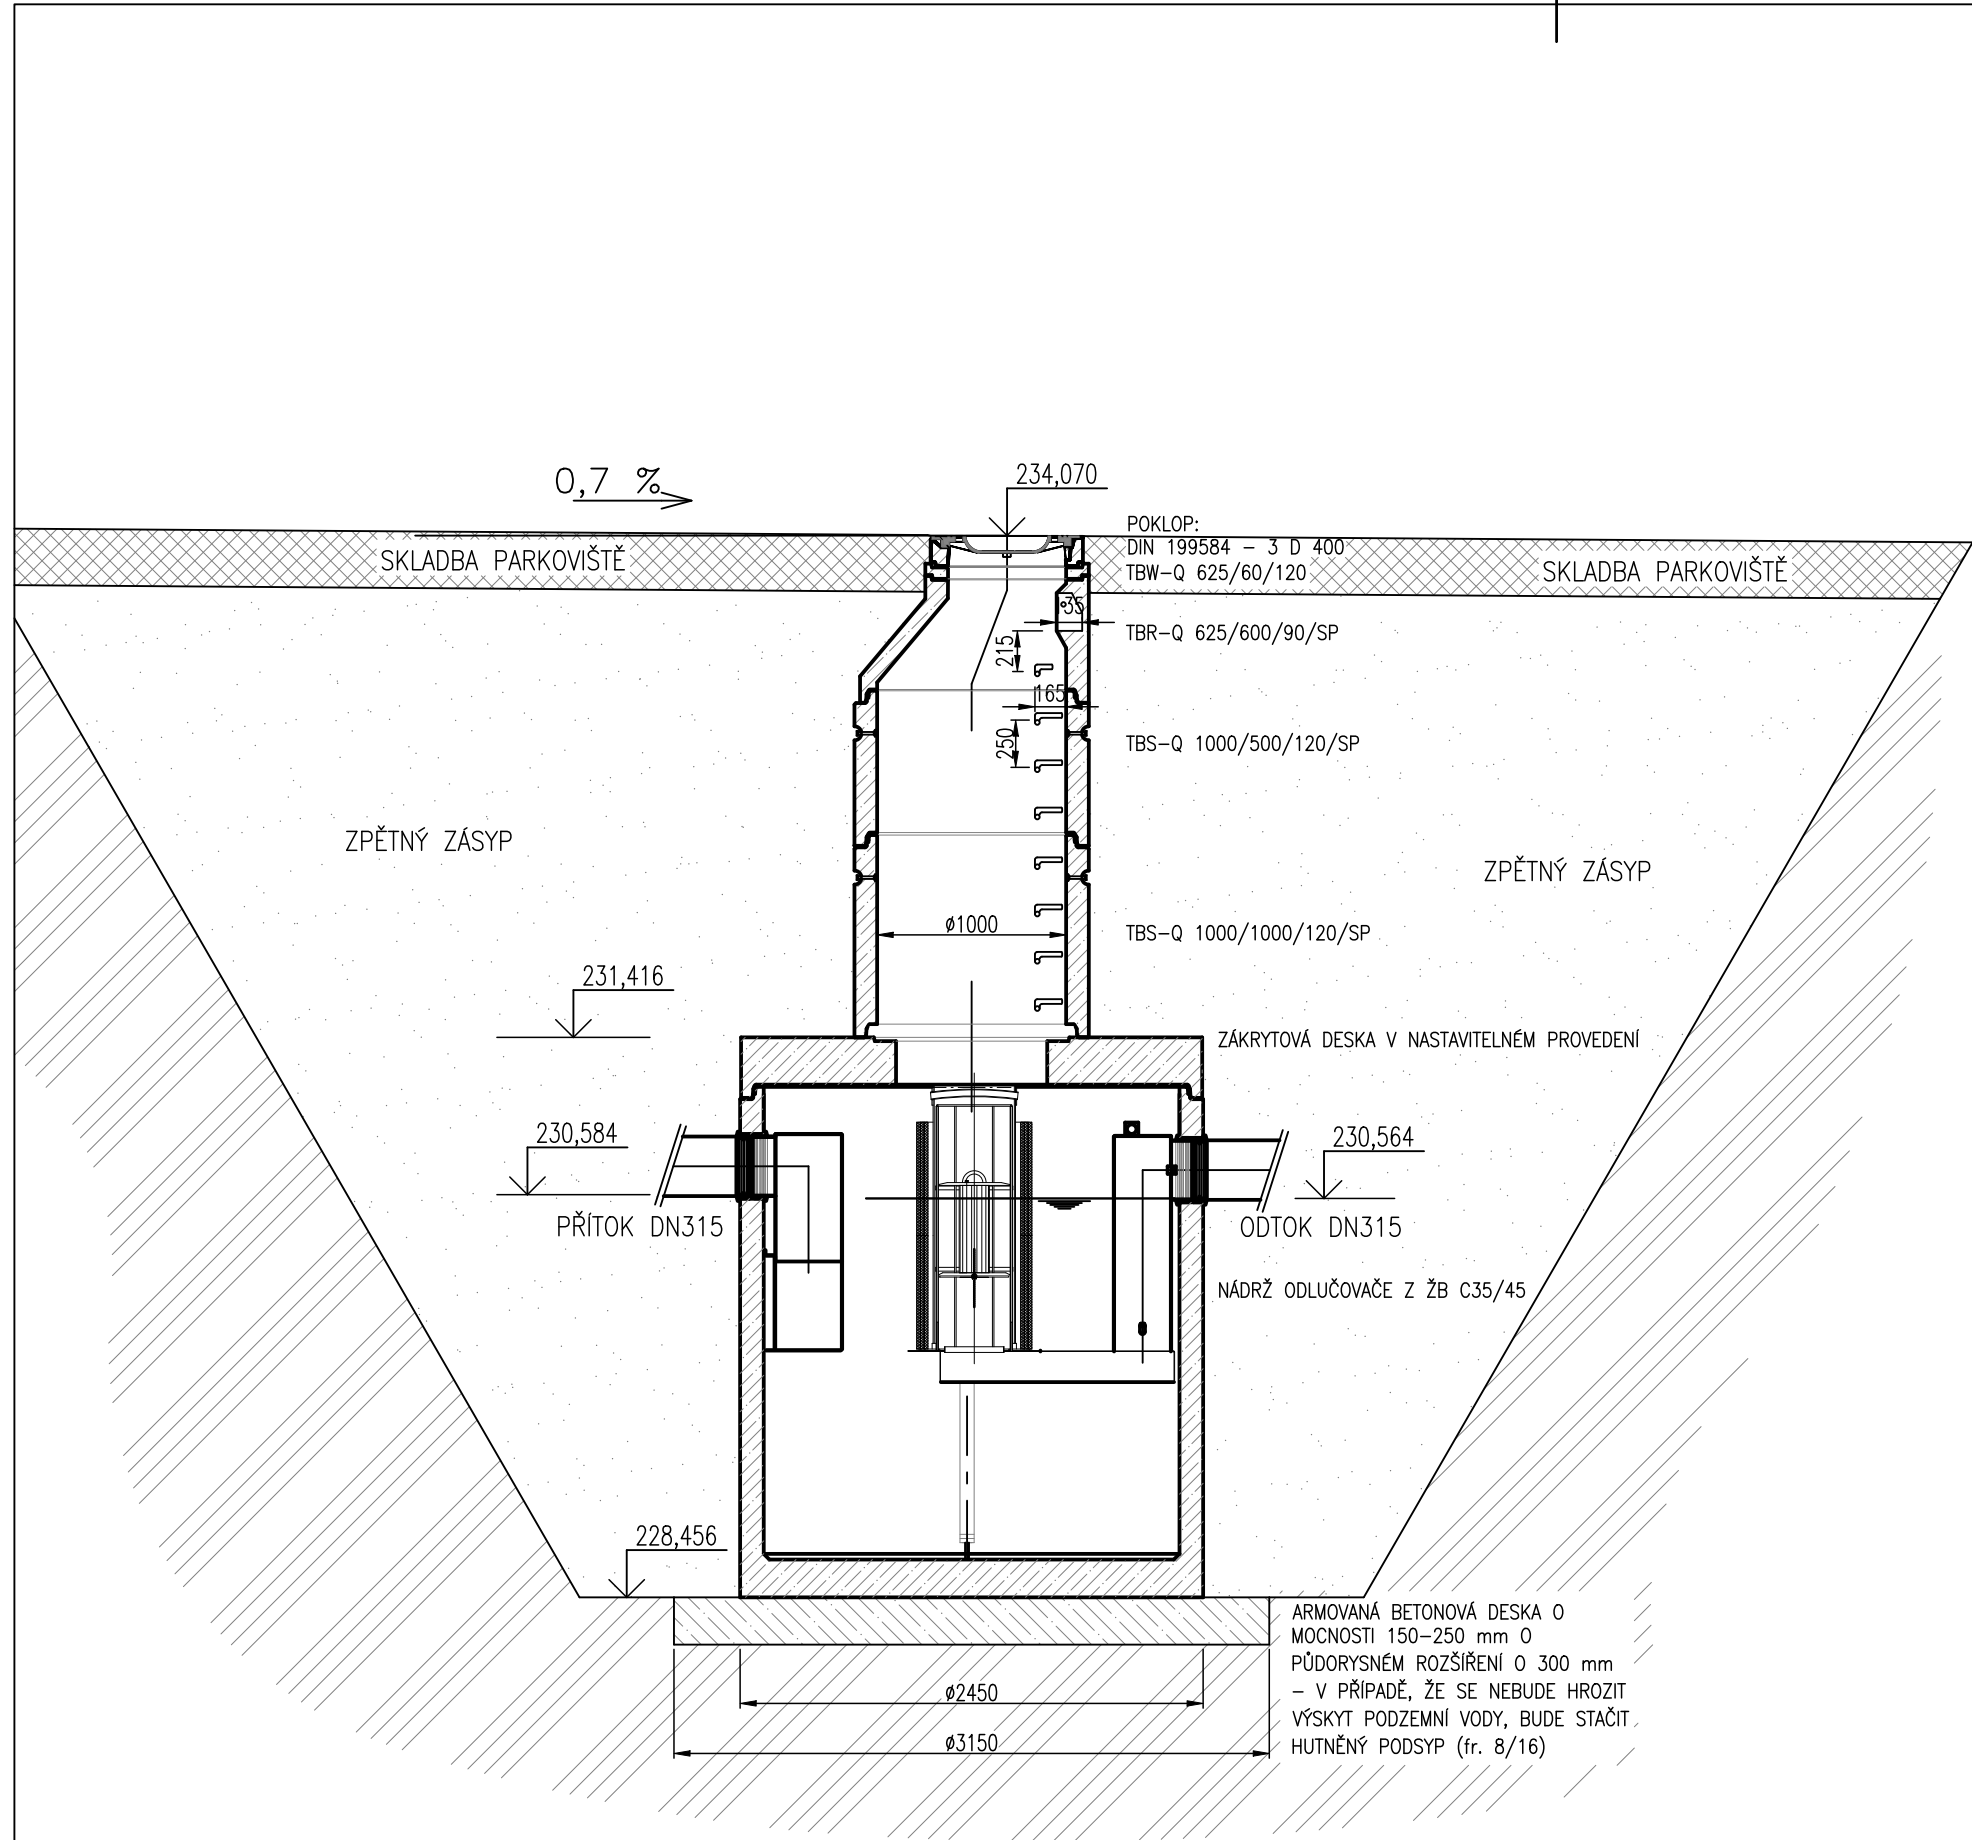 0,7 %
234,070
POKLOP:
DIN 199584 - 3 D 400
TBW-Q 625/60/120
SKLADBA PARKOVIŠTĚ
SKLADBA PARKOVIŠTĚ
TBR-Q 625/600/90/SP
215
165
250
TBS-Q 1000/500/120/SP
ZPĚTNÝ ZÁSYP
ZPĚTNÝ ZÁSYP
ø1000
TBS-Q 1000/1000/120/SP
231,416
ZÁKRYTOVÁ DESKA V NASTAVITELNÉM PROVEDENÍ
230,584
230,564
PŘÍTOK DN315
ODTOK DN315
NÁDRŽ ODLUČOVAČE Z ŽB C35/45
228,456
ARMOVANÁ BETONOVÁ DESKA O
MOCNOSTI 150-250 mm O
PŮDORYSNÉM ROZŠÍŘENÍ O 300 mm
- V PŘÍPADĚ, ŽE SE NEBUDE HROZIT
VÝSKYT PODZEMNÍ VODY, BUDE STAČIT
HUTNĚNÝ PODSYP (fr. 8/16)
ø2450
ø3150